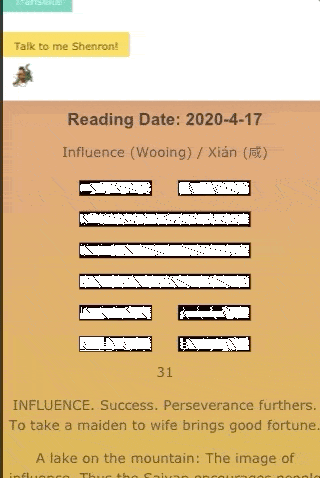 Talk to me Shenron!
Reading Date: 2020-4-17
Influence (Wooing) / Xián (咸)
31
INFLUENCE. Success. Perseverance furthers.
To take a maiden to wife brings good fortune.
A lake on the mountain: The image of
influence. Thus the Saiyan encourages people